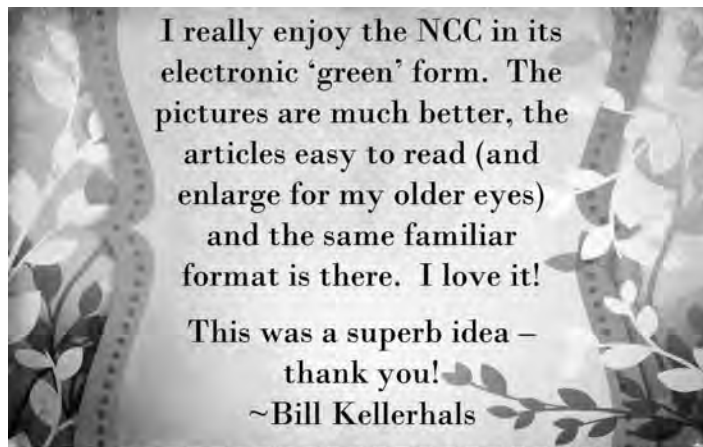 I really enjoy the NCC in its
electronic ‘green’ form.  The
pictures are much better, the
articles easy to read (and
enlarge for my older eyes)
and the same familiar
format is there.  I love it!
This was a superb idea –
thank you!
~Bill Kellerhals